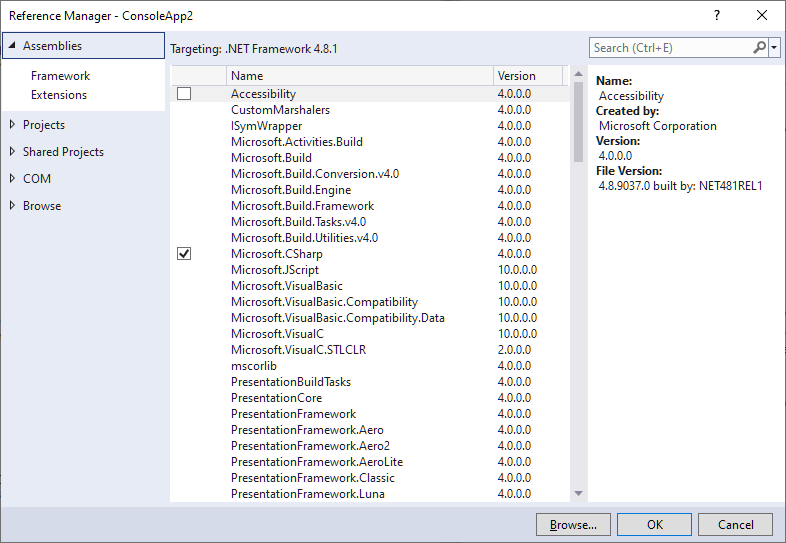 Reference Manager - ConsoleApp2
Assemblies
Framework
Extensions
Projects
Shared Projects
COM
Browse
Targeting: .NET Framework 4.8.1
Name Version
Accessibility 4.0.0.0
CustomMarshalers 4.0.0.0
ISymWrapper 4.0.0.0
Microsoft.Activities.Build 4.0.0.0
Microsoft.Build 4.0.0.0
Microsoft.Build.Conversion.v4.0 4.0.0.0
Microsoft.Build.Engine 4.0.0.0
Microsoft.Build.Framework 4.0.0.0
Microsoft.Build.Tasks.v4.0 4.0.0.0
Microsoft.Build.Utilities.v4.0 4.0.0.0
Microsoft.CSharp 4.0.0.0
Microsoft.JScript 10.0.0.0
Microsoft.VisualBasic 10.0.0.0
Microsoft.VisualBasic.Compatibility 10.0.0.0
Microsoft.VisualBasic.Compatibility.Data 10.0.0.0
Microsoft.VisualC 10.0.0.0
Microsoft.VisualC.STLCLR 2.0.0.0
mscorlib 4.0.0.0
PresentationBuildTasks 4.0.0.0
PresentationCore 4.0.0.0
PresentationFramework 4.0.0.0
PresentationFramework.Aero 4.0.0.0
PresentationFramework.Aero2 4.0.0.0
PresentationFramework.AeroLite 4.0.0.0
PresentationFramework.Classic 4.0.0.0
PresentationFramework.Luna 4.0.0.0
Search (Ctrl+E)
Name:
Accessibility
Created by:
Microsoft Corporation
Version:
4.0.0.0
File Version:
4.8.9037.0 built by: NET481REL1
Browse... OK Cancel